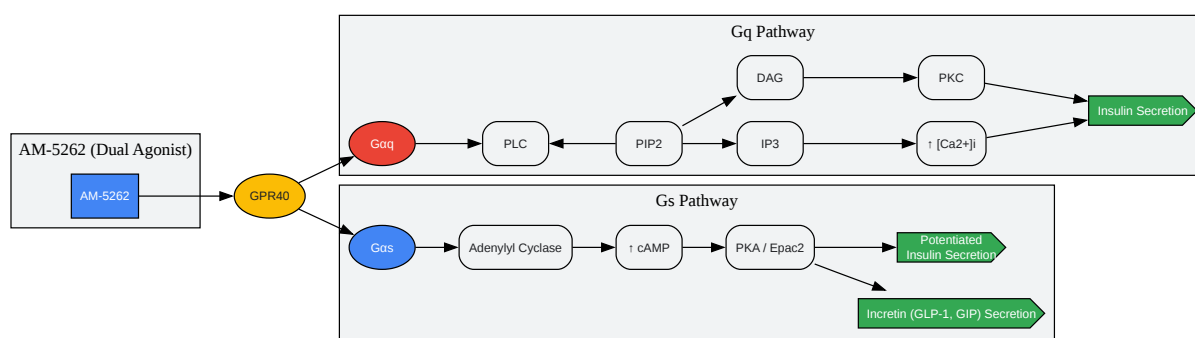 AM-5262 (Dual Agonist)
AM-5262
GPR40
Gq Pathway
Gαq
PLC
PIP2
DAG
PKC
IP3
↑ [Ca2+]i
Insulin Secretion
Gs Pathway
Gαs
Adenylyl Cyclase
↑ cAMP
PKA / Epac2
Potentiated
Insulin Secretion
Incretin (GLP-1, GIP) Secretion